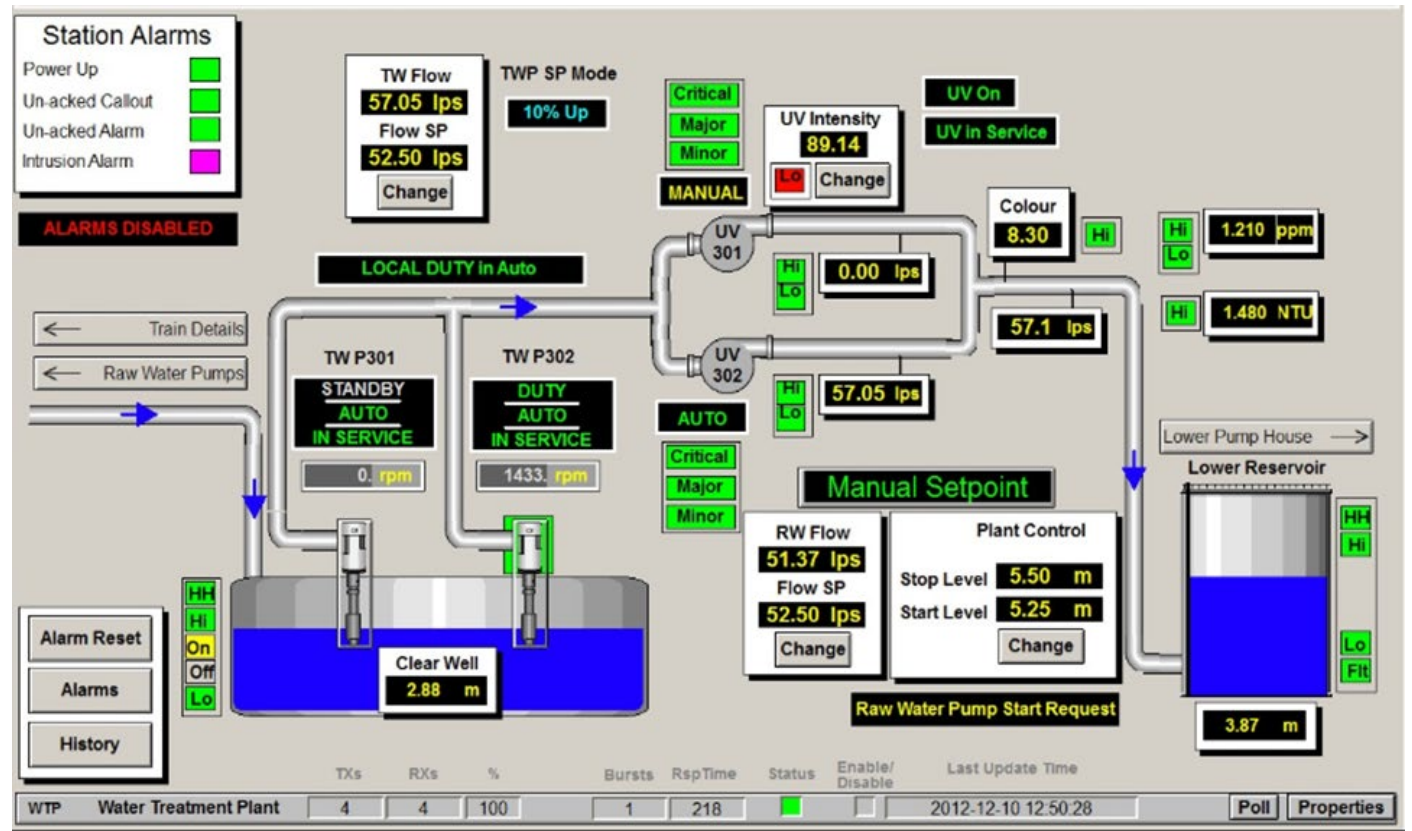 Station Alarms
Power Up
Un-acked Callout
Un-acked Alarm
Intrusion Alarm
ALARMS DISABLED
TW Flow
57.05 lps
Flow SP
52.50 lps
Change
TWP SP Mode
10% Up
Critical
Major
Minor
MANUAL
UV Intensity
89.14
Lo
Change
UV On
UV in Service
Colour
8.30
Hi
Hi
Lo
1.210 ppm
Hi
1.480 NTU
LOCAL DUTY in Auto
UV
301
Hi
Lo
0.00 lps
57.1 lps
← Train Details
← Raw Water Pumps
TW P301
STANDBY
AUTO
IN SERVICE
0. rpm
TW P302
DUTY
AUTO
IN SERVICE
1433. rpm
UV
302
Hi
Lo
57.05 lps
AUTO
Critical
Major
Minor
Lower Pump House →
Lower Reservoir
HH
Hi
Lo
Flt
3.87 m
Manual Setpoint
RW Flow
51.37 lps
Flow SP
52.50 lps
Change
Plant Control
Stop Level 5.50 m
Start Level 5.25 m
Change
Raw Water Pump Start Request
HH
Hi
On
Off
Lo
Clear Well
2.88 m
Alarm Reset
Alarms
History
TXs RXs % Bursts RspTime Status Enable/ Disable Last Update Time
WTP Water Treatment Plant 4 4 100 1 218 2012-12-10 12:50:28 Poll Properties